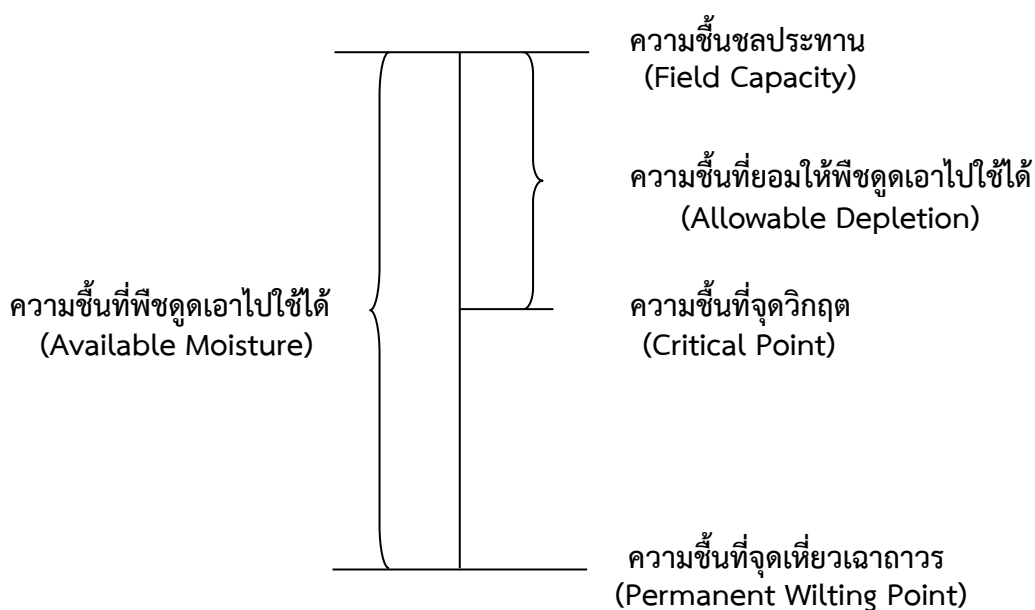 ความชื้นชลประทาน
(Field Capacity)
ความชื้นที่ยอมให้พืชดูดเอาไปใช้ได้
(Allowable Depletion)
ความชื้นที่พืชดูดเอาไปใช้ได้
(Available Moisture)
ความชื้นที่จุดวิกฤต
(Critical Point)
ความชื้นที่จุดเหี่ยวเฉาถาวร
(Permanent Wilting Point)